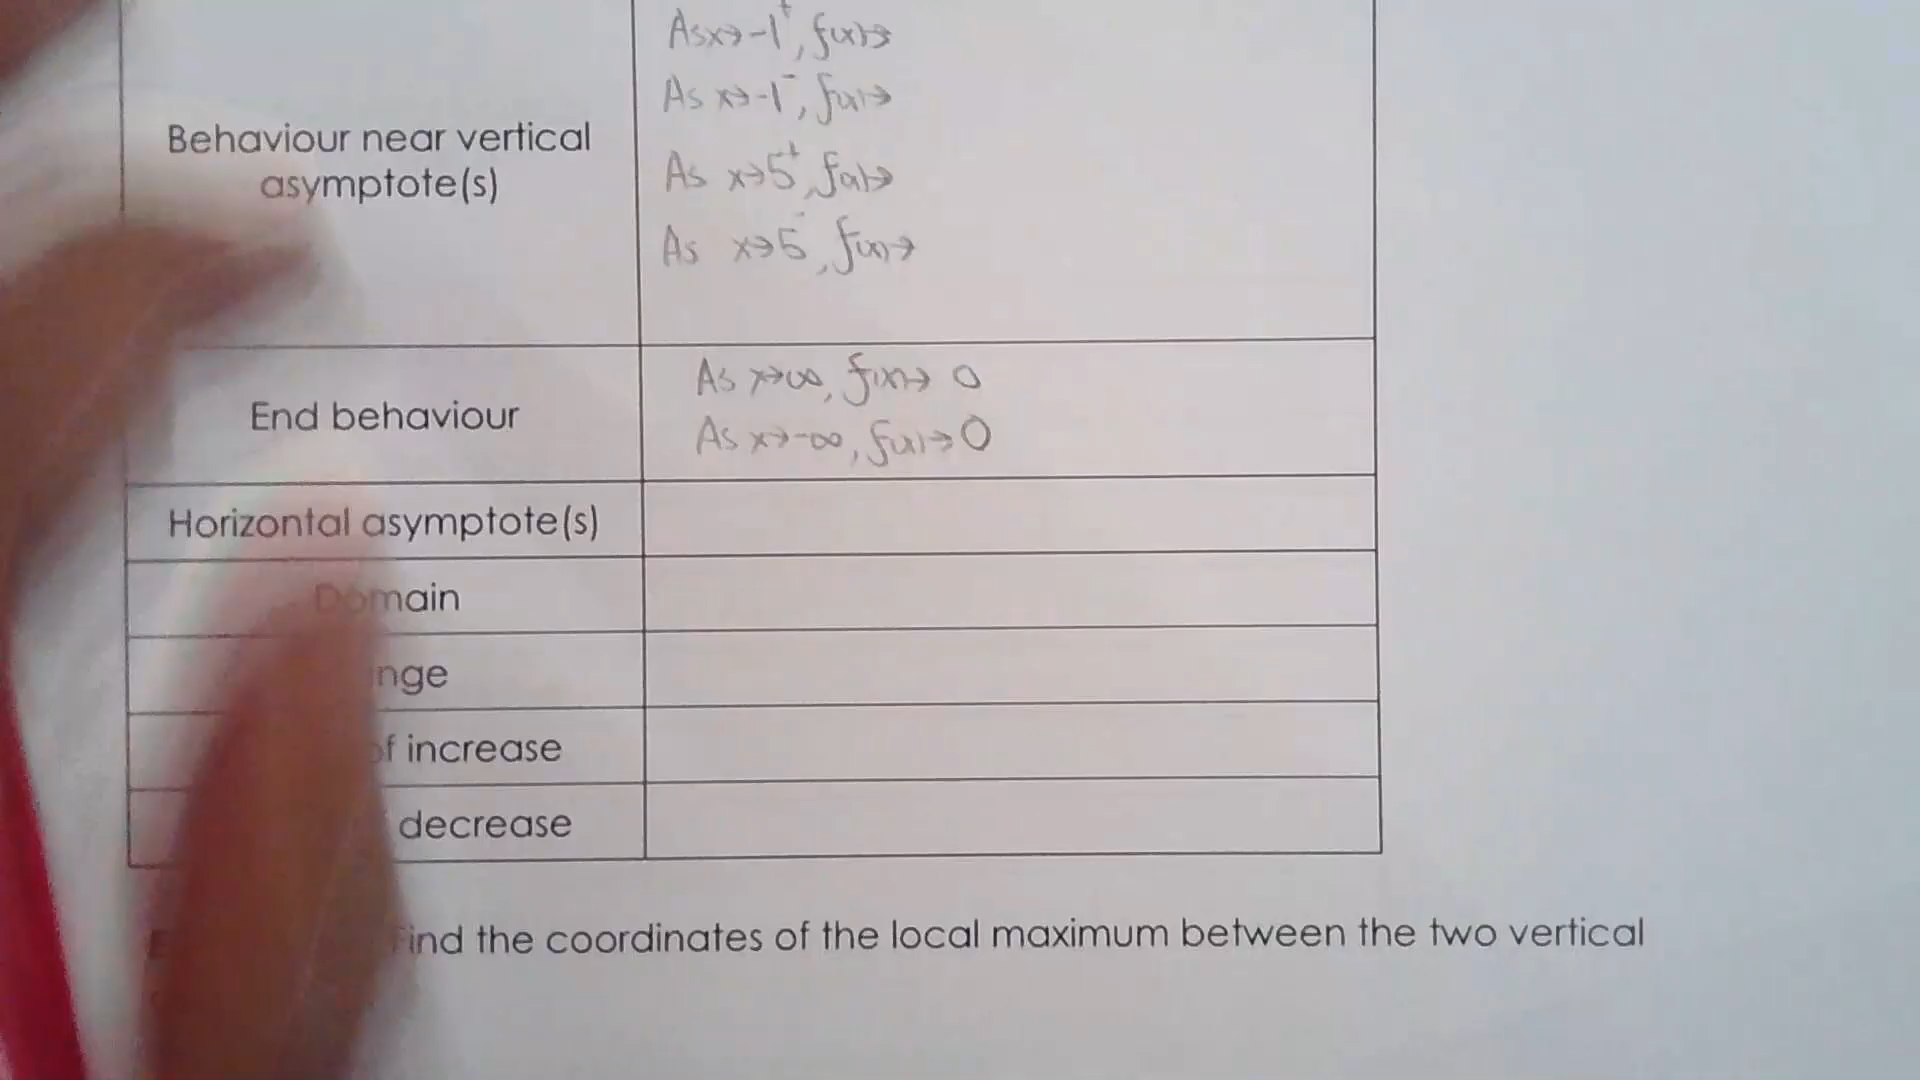 As x→-1⁺, f(x)→
As x→-1⁻, f(x)→
Behaviour near vertical
asymptote(s)
As x→5⁺, f(x)→
As x→5⁻, f(x)→
End behaviour
As x→∞, f(x)→ 0
As x→-∞, f(x)→ 0
Horizontal asymptote(s)
Domain
nge
f increase
decrease
ind the coordinates of the local maximum between the two vertical